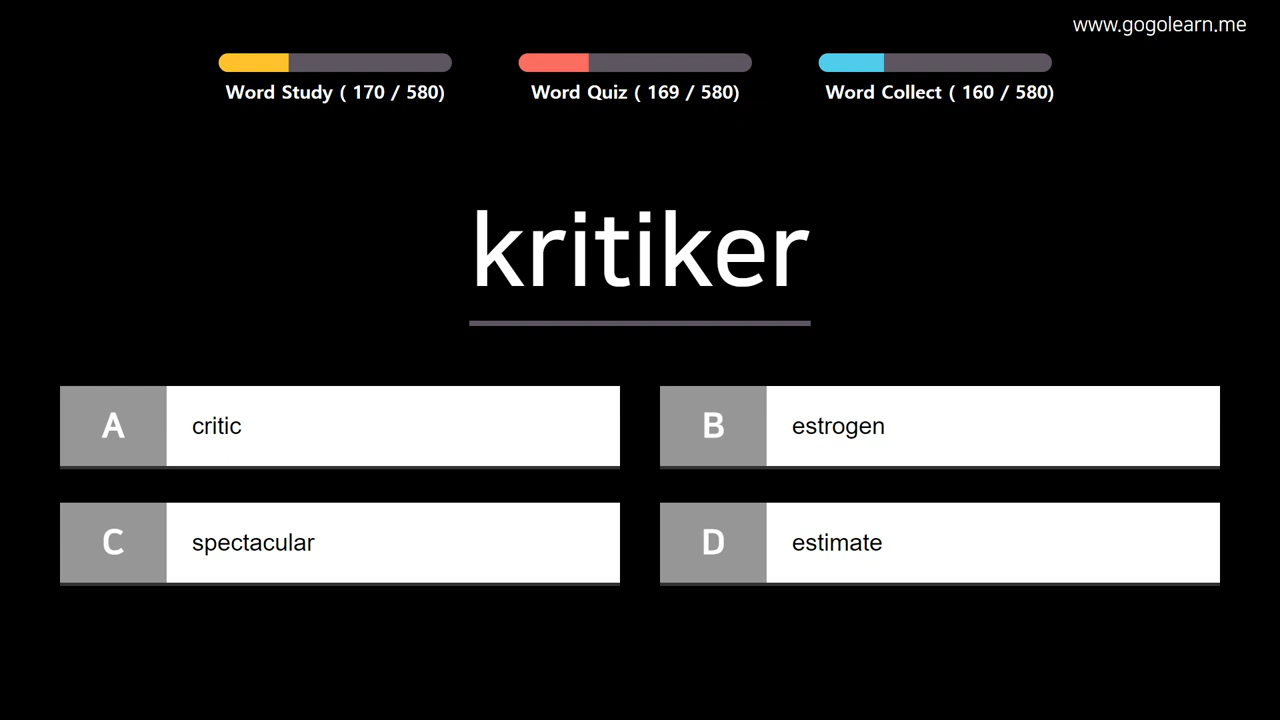 www.gogolearn.me
Word Study ( 170 / 580)
Word Quiz ( 169 / 580)
Word Collect ( 160 / 580)
kritiker
A critic
B estrogen
C spectacular
D estimate